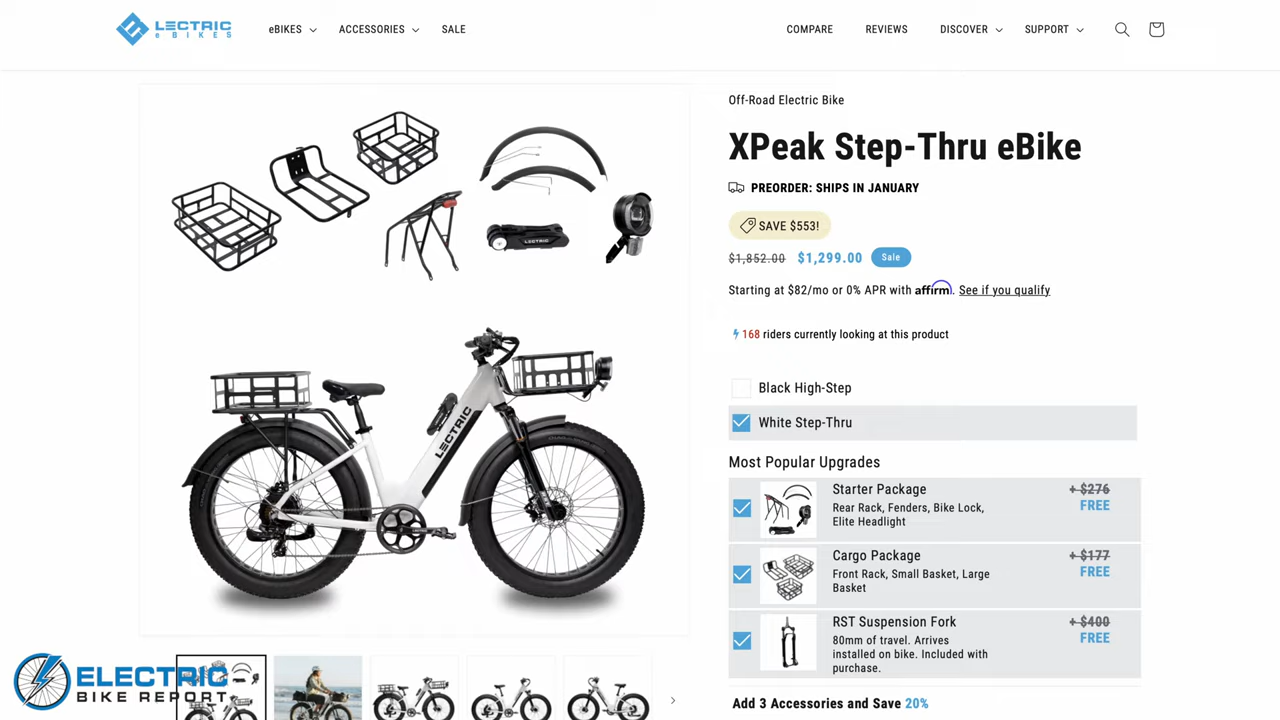 LECTRIC
eBIKES
eBIKES
ACCESSORIES
SALE
COMPARE
REVIEWS
DISCOVER
SUPPORT
Off-Road Electric Bike
XPeak Step-Thru eBike
PREORDER: SHIPS IN JANUARY
SAVE $553!
$1,852.00 $1,299.00 Sale
Starting at $82/mo or 0% APR with affirm. See if you qualify
168 riders currently looking at this product
Black High-Step
White Step-Thru
Most Popular Upgrades
Starter Package + $276
Rear Rack, Fenders, Bike Lock, FREE
Elite Headlight
Cargo Package + $177
Front Rack, Small Basket, Large FREE
Basket
RST Suspension Fork + $400
80mm of travel. Arrives FREE
installed on bike. Included with
purchase.
Add 3 Accessories and Save 20%
LECTRIC
LECTRIC
ELECTRIC
BIKE REPORT